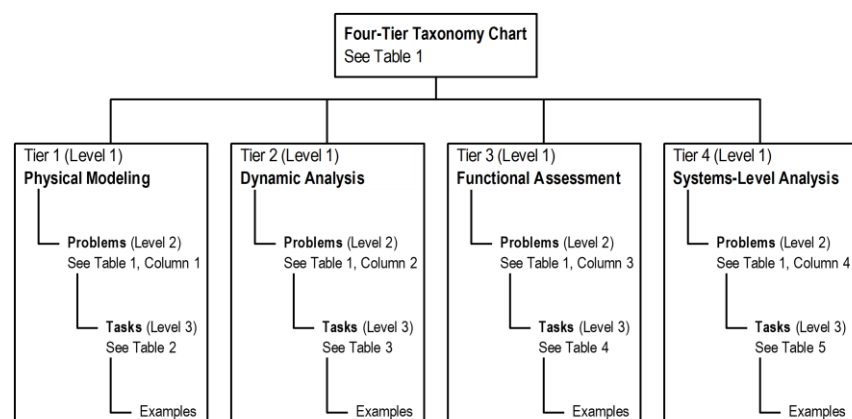 Four-Tier Taxonomy Chart
See Table 1
Tier 1 (Level 1)
Physical Modeling
Problems (Level 2)
See Table 1, Column 1
Tasks (Level 3)
See Table 2
Examples
Tier 2 (Level 1)
Dynamic Analysis
Problems (Level 2)
See Table 1, Column 2
Tasks (Level 3)
See Table 3
Examples
Tier 3 (Level 1)
Functional Assessment
Problems (Level 2)
See Table 1, Column 3
Tasks (Level 3)
See Table 4
Examples
Tier 4 (Level 1)
Systems-Level Analysis
Problems (Level 2)
See Table 1, Column 4
Tasks (Level 3)
See Table 5
Examples